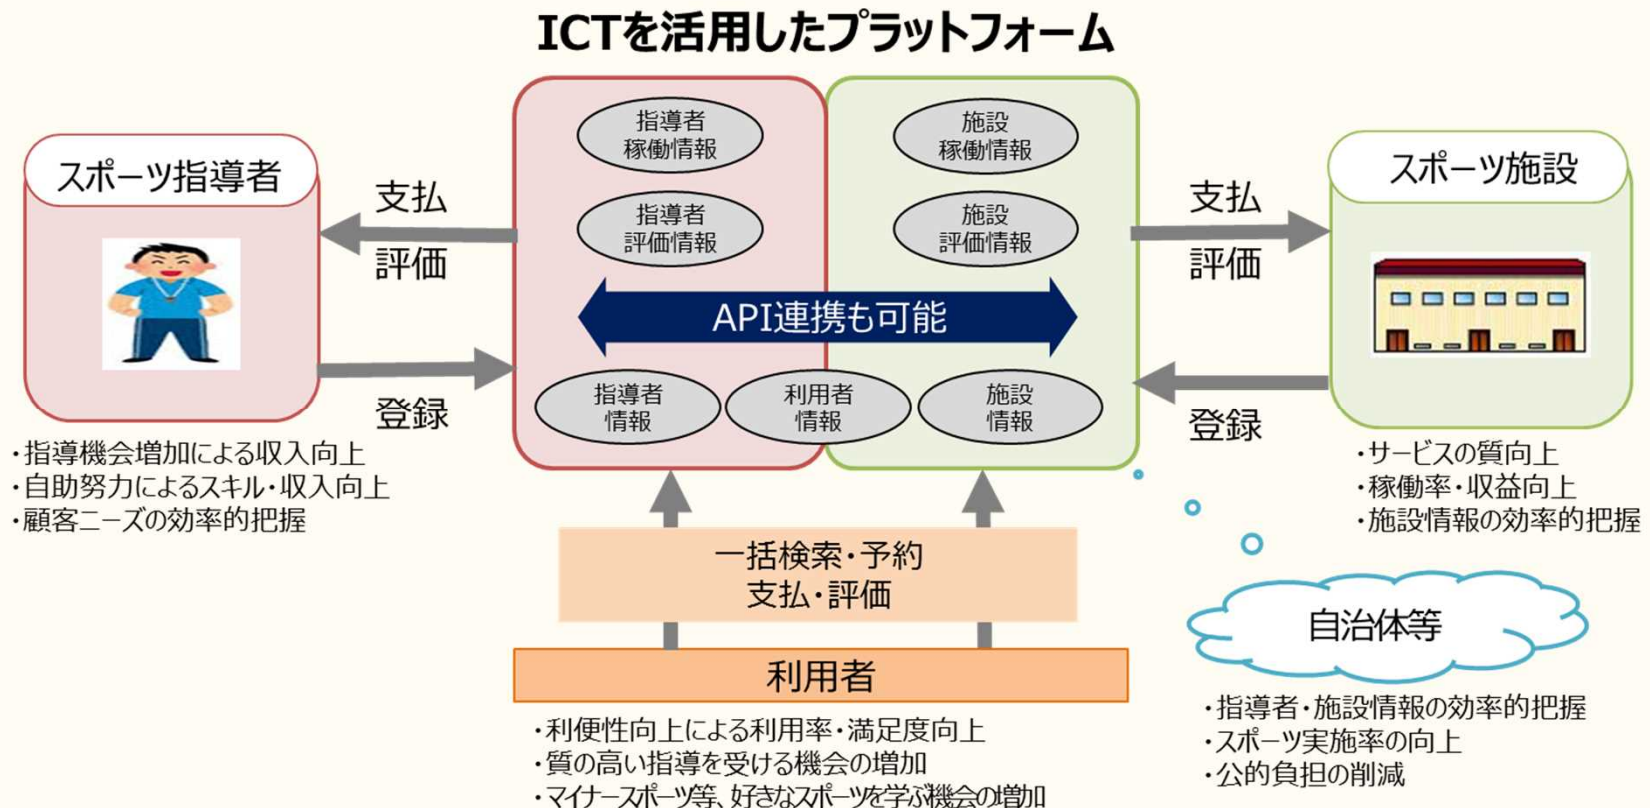 ICTを活用したプラットフォーム
スポーツ指導者
支払
評価
登録
・指導機会増加による収入向上
・自助努力によるスキル・収入向上
・顧客ニーズの効率的把握
指導者
稼働情報
指導者
評価情報
施設
稼働情報
施設
評価情報
API連携も可能
指導者
情報
利用者
情報
施設
情報
支払
評価
登録
スポーツ施設
・サービスの質向上
・稼働率・収益向上
・施設情報の効率的把握
一括検索・予約
支払・評価
利用者
・利便性向上による利用率・満足度向上
・質の高い指導を受ける機会の増加
・マイナースポーツ等、好きなスポーツを学ぶ機会の増加
自治体等
・指導者・施設情報の効率的把握
・スポーツ実施率の向上
・公的負担の削減